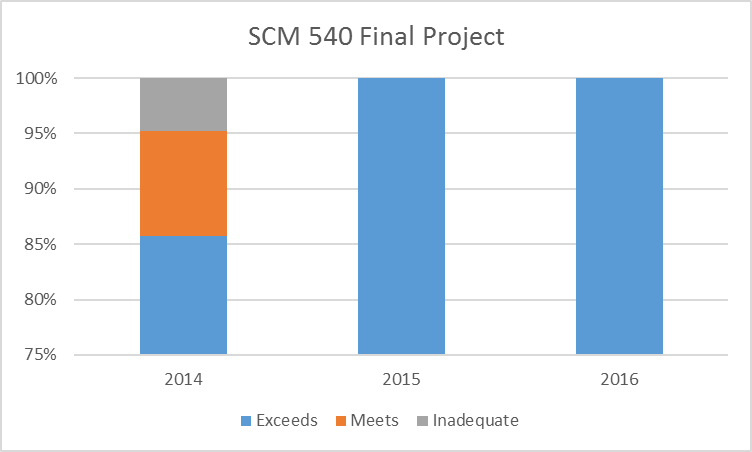 SCM 540 Final Project
100%
95%
90%
85%
80%
75%
2014 2015 2016
Exceeds Meets Inadequate